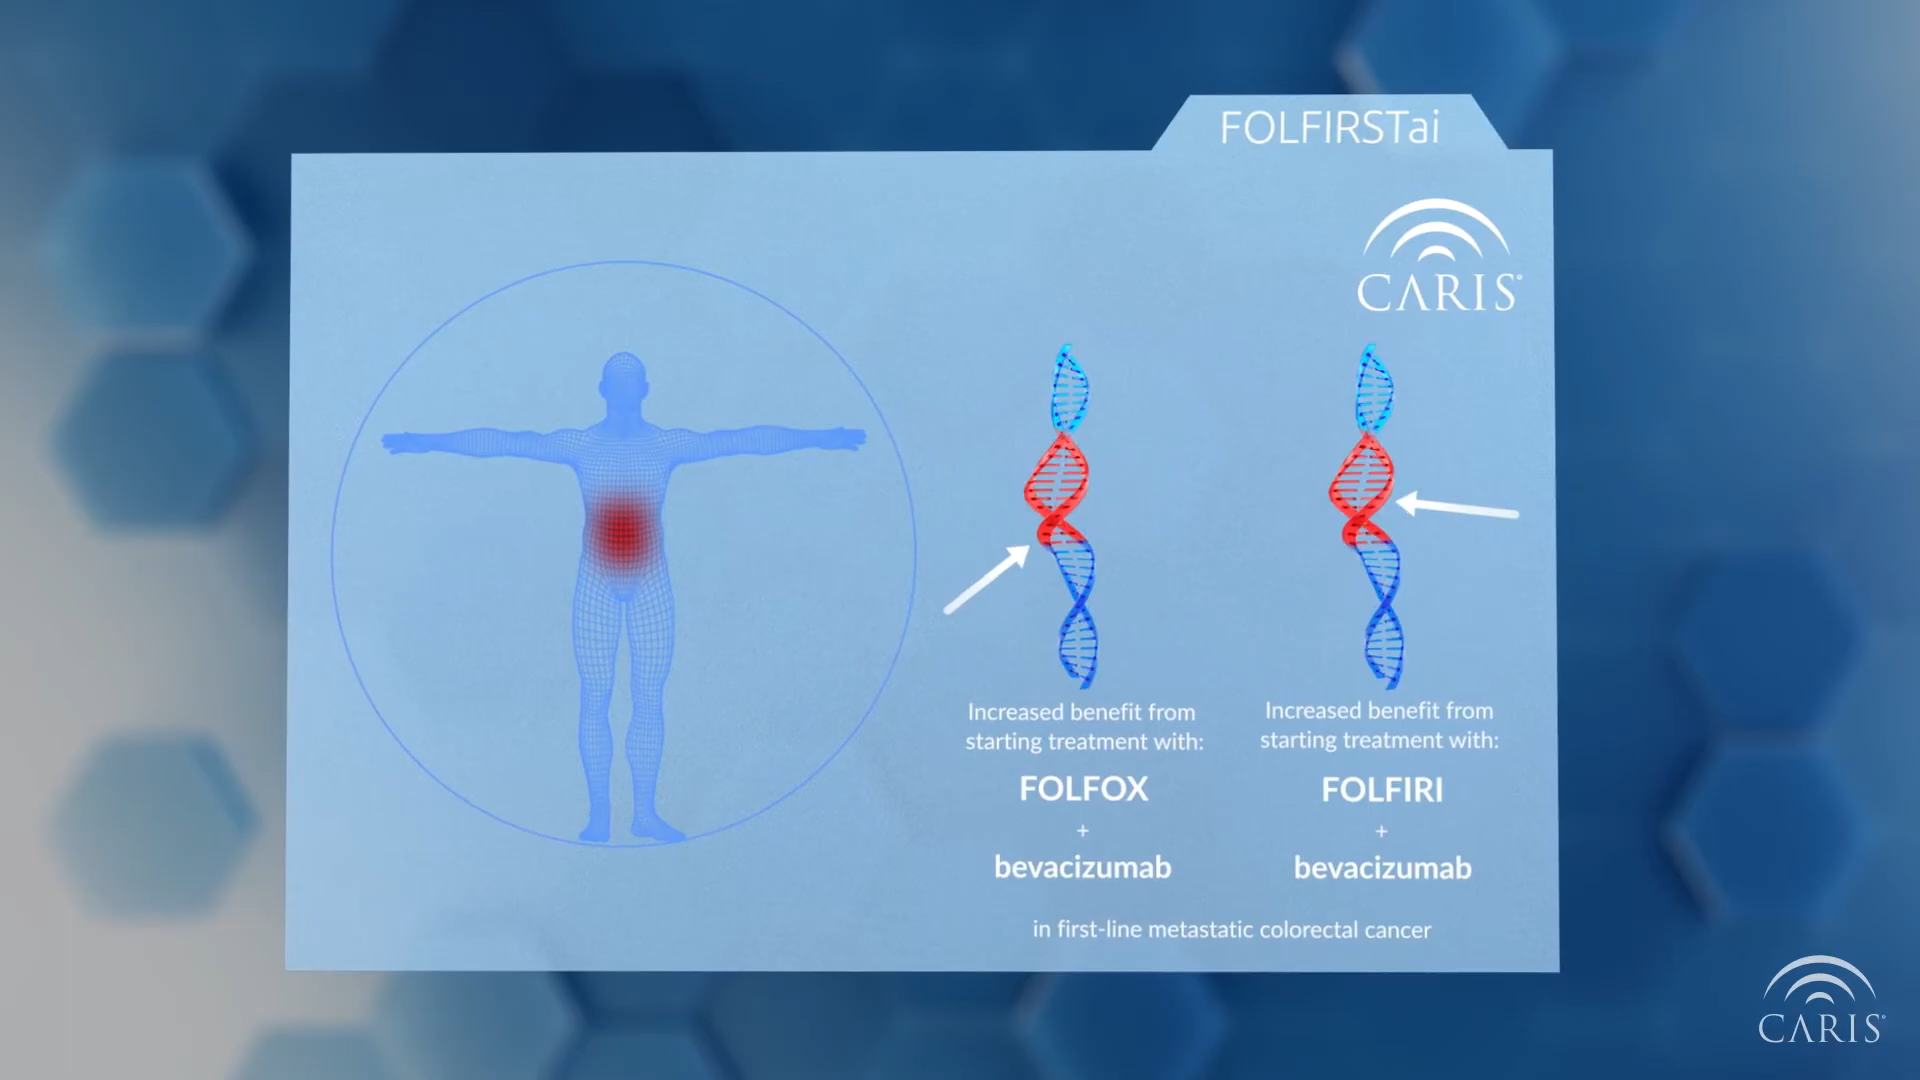 FOLFIRSTai
CARIS
Increased benefit from
starting treatment with:
FOLFOX
+
bevacizumab
Increased benefit from
starting treatment with:
FOLFIRI
+
bevacizumab
in first-line metastatic colorectal cancer
CARIS